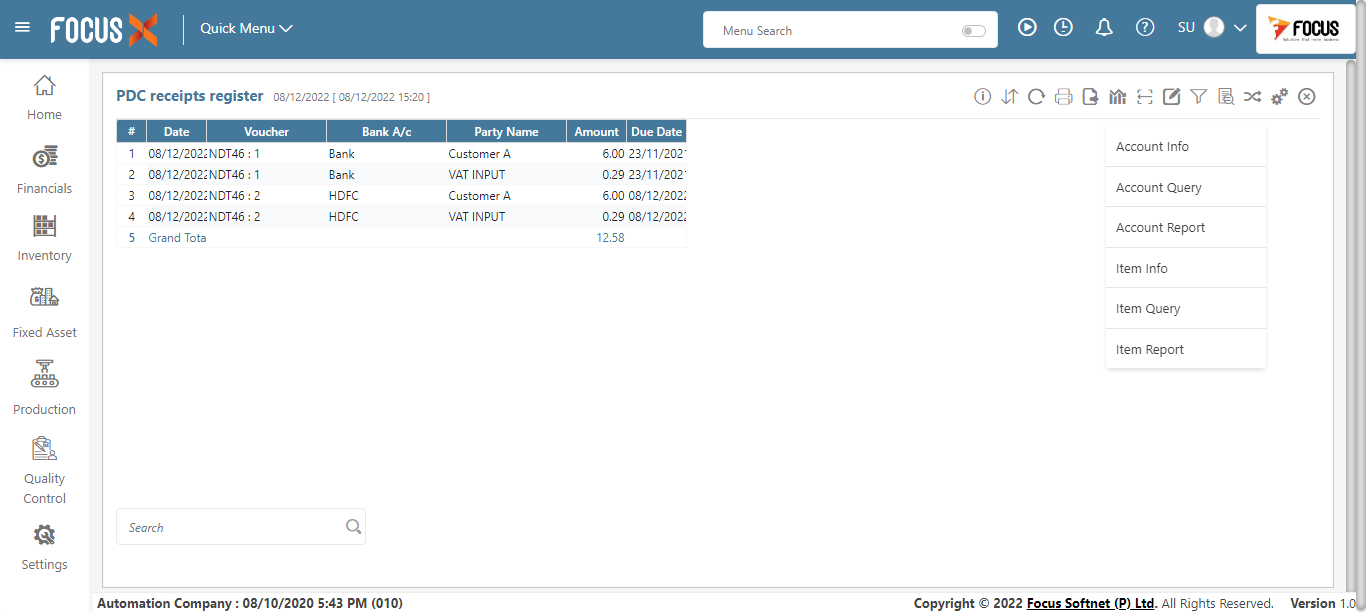 FOCUS X
Quick Menu
Menu Search
SU
FOCUS
PDC receipts register 08/12/2022 [ 08/12/2022 15:20 ]
Home
Financials
Inventory
Fixed Asset
Production
Quality
Control
Settings
# Date Voucher Bank A/c Party Name Amount Due Date
1 08/12/2022 NDT46 : 1 Bank Customer A 6.00 23/11/2021
2 08/12/2022 NDT46 : 1 Bank VAT INPUT 0.29 23/11/2021
3 08/12/2022 NDT46 : 2 HDFC Customer A 6.00 08/12/2022
4 08/12/2022 NDT46 : 2 HDFC VAT INPUT 0.29 08/12/2022
5 Grand Tota 12.58
Account Info
Account Query
Account Report
Item Info
Item Query
Item Report
Search
Automation Company : 08/10/2020 5:43 PM (010)
Copyright © 2022 Focus Softnet (P) Ltd. All Rights Reserved. Version 1.0